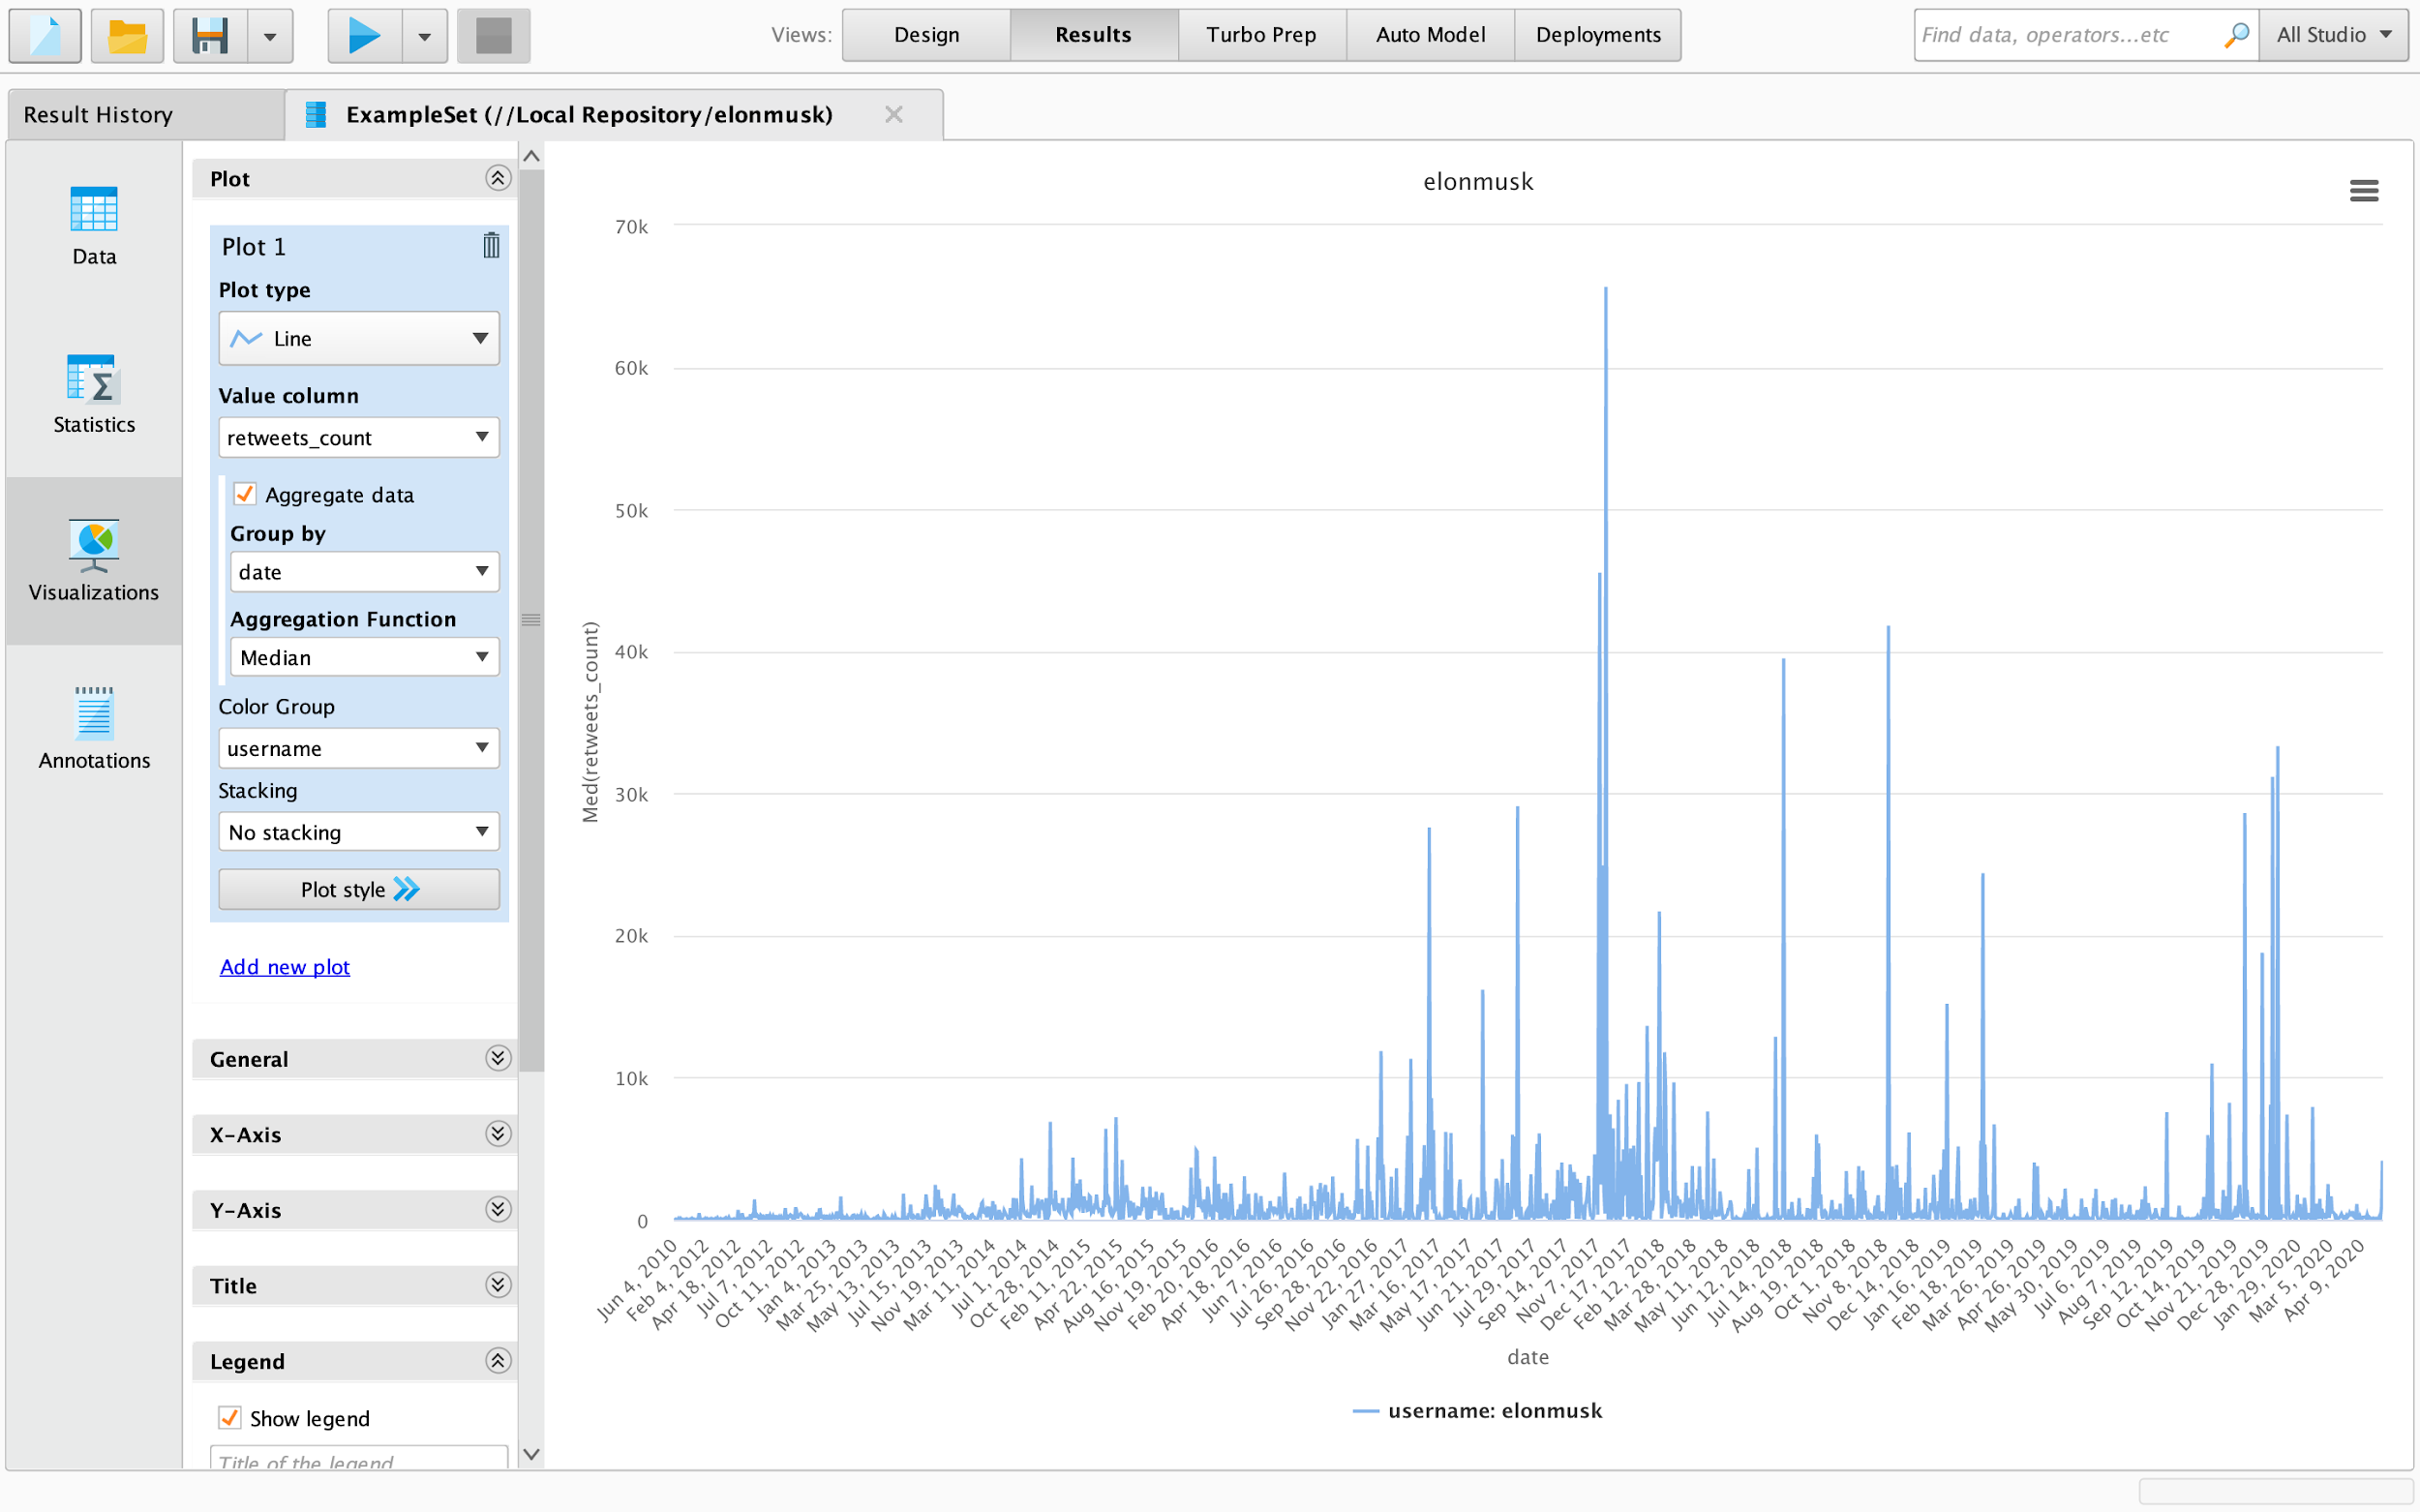 Views:
Design
Results
Turbo Prep
Auto Model
Deployments
Find data, operators...etc
All Studio
Result History
ExampleSet (//Local Repository/elonmusk)
Data
Statistics
Visualizations
Annotations
Plot
Plot 1
Plot type
Line
Value column
retweets_count
Aggregate data
Group by
date
Aggregation Function
Median
Color Group
username
Stacking
No stacking
Plot style
Add new plot
General
X-Axis
Y-Axis
Title
Legend
Show legend
Title of the legend
elonmusk
70k
60k
50k
40k
30k
20k
10k
0
Med(retweets_count)
Jun 4, 2010
Feb 4, 2012
Apr 18, 2012
Jul 7, 2012
Oct 11, 2012
Jan 4, 2013
Mar 25, 2013
May 13, 2013
Jul 15, 2013
Nov 19, 2013
Mar 11, 2014
Jul 1, 2014
Oct 28, 2014
Feb 11, 2015
Apr 22, 2015
Aug 16, 2015
Nov 19, 2015
Feb 20, 2016
Apr 18, 2016
Jun 7, 2016
Jul 26, 2016
Sep 28, 2016
Nov 22, 2016
Jan 27, 2017
Mar 16, 2017
May 17, 2017
Jun 21, 2017
Jul 29, 2017
Sep 14, 2017
Nov 7, 2017
Dec 17, 2017
Feb 12, 2018
Mar 28, 2018
May 11, 2018
Jun 12, 2018
Jul 14, 2018
Aug 19, 2018
Oct 1, 2018
Nov 8, 2018
Dec 14, 2018
Jan 16, 2019
Feb 18, 2019
Mar 26, 2019
Apr 26, 2019
May 30, 2019
Jul 6, 2019
Aug 7, 2019
Sep 12, 2019
Oct 14, 2019
Nov 21, 2019
Dec 28, 2019
Jan 29, 2020
Mar 5, 2020
Apr 9, 2020
date
username: elonmusk